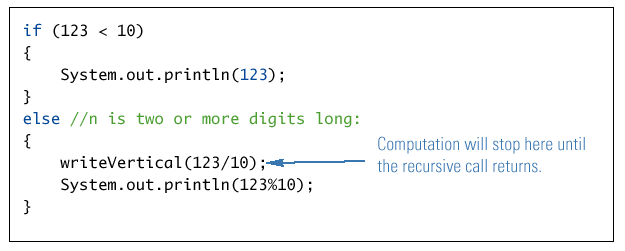 if (123 < 10)
{
    System.out.println(123);
}
else //n is two or more digits long:
{
    writeVertical(123/10);
    System.out.println(123%10);
}
Computation will stop here until
the recursive call returns.